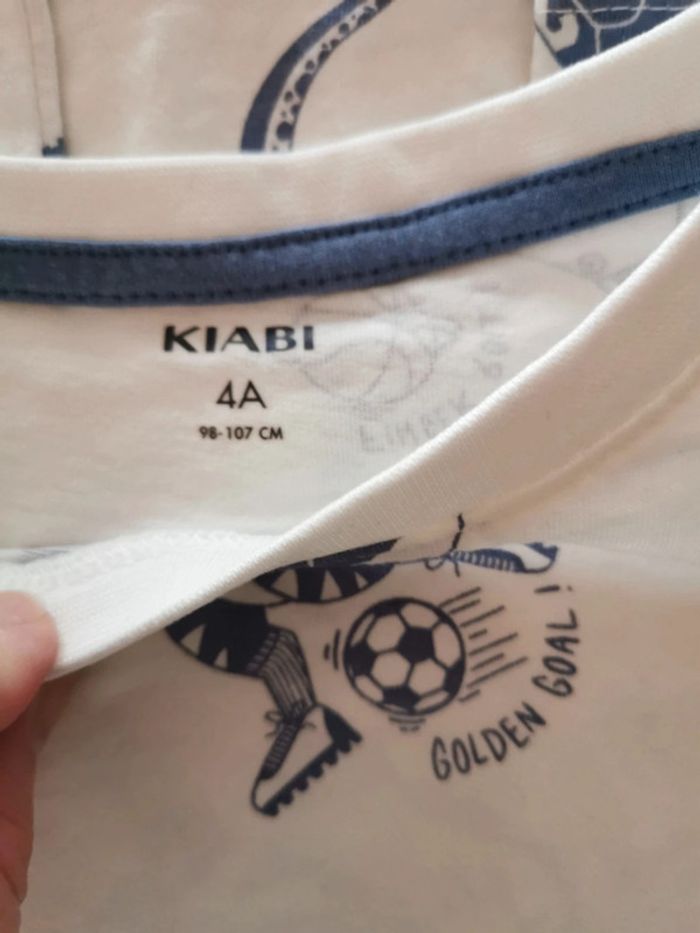 KIABI
4A
98-107 CM
GOLDEN GOAL!